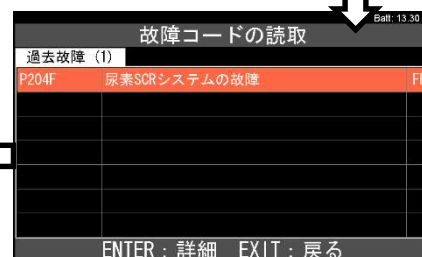 Batt: 13.30
故障コードの読取
過去故障 (1)
P204F 尿素SCRシステムの故障
ENTER：詳細 EXIT：戻る